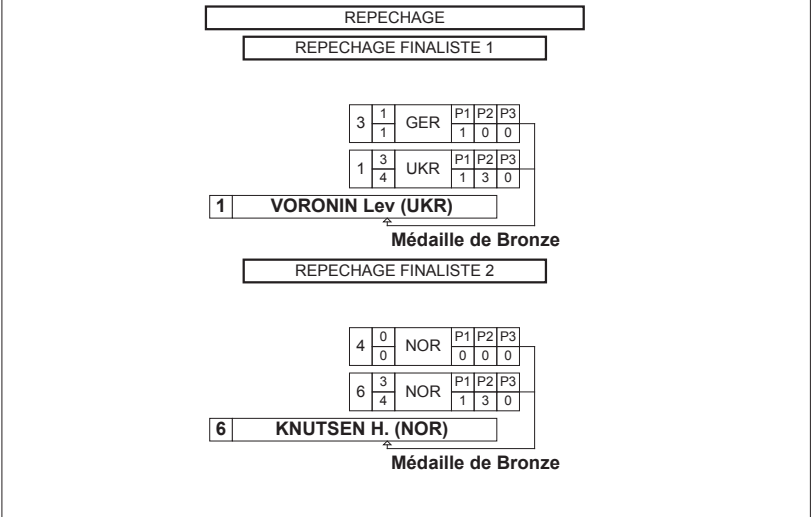 REPECHAGE
REPECHAGE FINALISTE 1
3 1 GER P1 P2 P3
1 1 0 0
1 3 UKR P1 P2 P3
4 1 3 0
1 VORONIN Lev (UKR)
Médaille de Bronze
REPECHAGE FINALISTE 2
4 0 NOR P1 P2 P3
0 0 0 0
6 3 NOR P1 P2 P3
4 1 3 0
6 KNUTSEN H. (NOR)
Médaille de Bronze